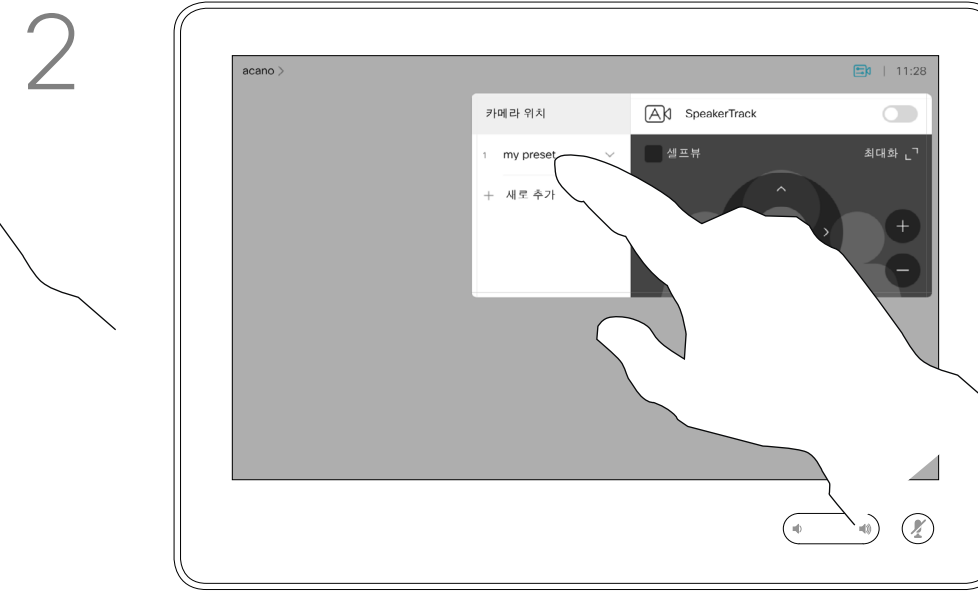 2
acano >
11:28
카메라 위치
SpeakerTrack
1 my preset
셀프뷰
최대화
+ 새로 추가